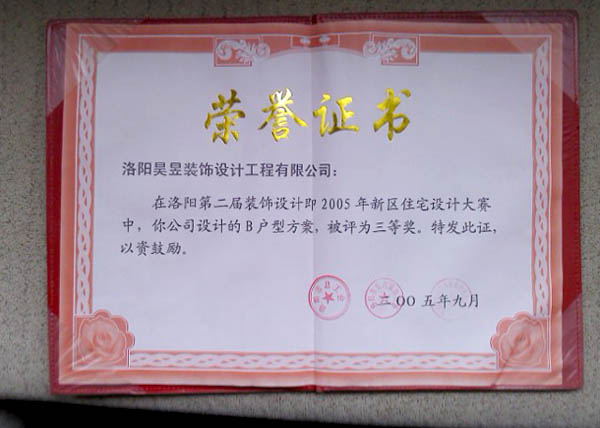 荣誉证书
洛阳昊昱装饰设计工程有限公司：
在洛阳第二届装饰设计即2005年新区住宅设计大赛
中，你公司设计的B户型方案，被评为三等奖。特发此证，
以资鼓励。
二OO五年九月